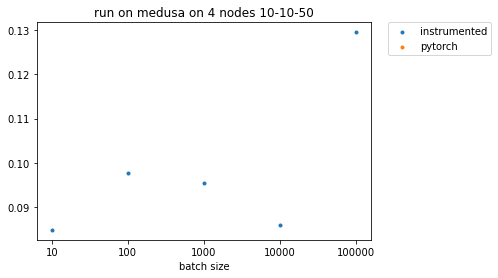 run on medusa on 4 nodes 10-10-50
0.13
0.12
0.11
0.10
0.09
10 100 1000 10000 100000
batch size
instrumented
pytorch